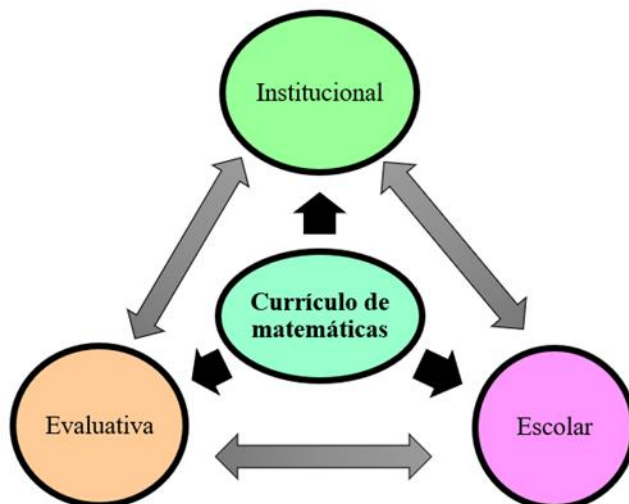 Institucional
Currículo de
matemáticas
Evaluativa
Escolar